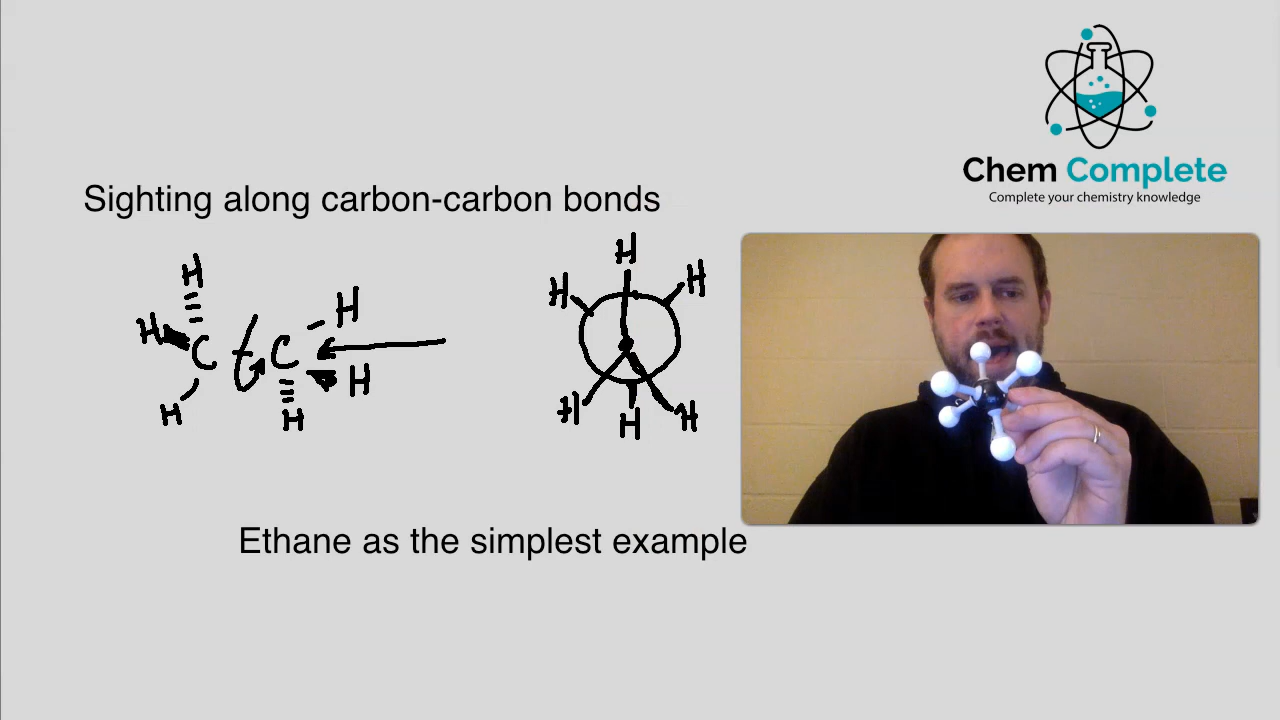 Chem Complete
Complete your chemistry knowledge
Sighting along carbon-carbon bonds
H
H
C
C
H
H
H
H
H
H
H
H
H
H
Ethane as the simplest example